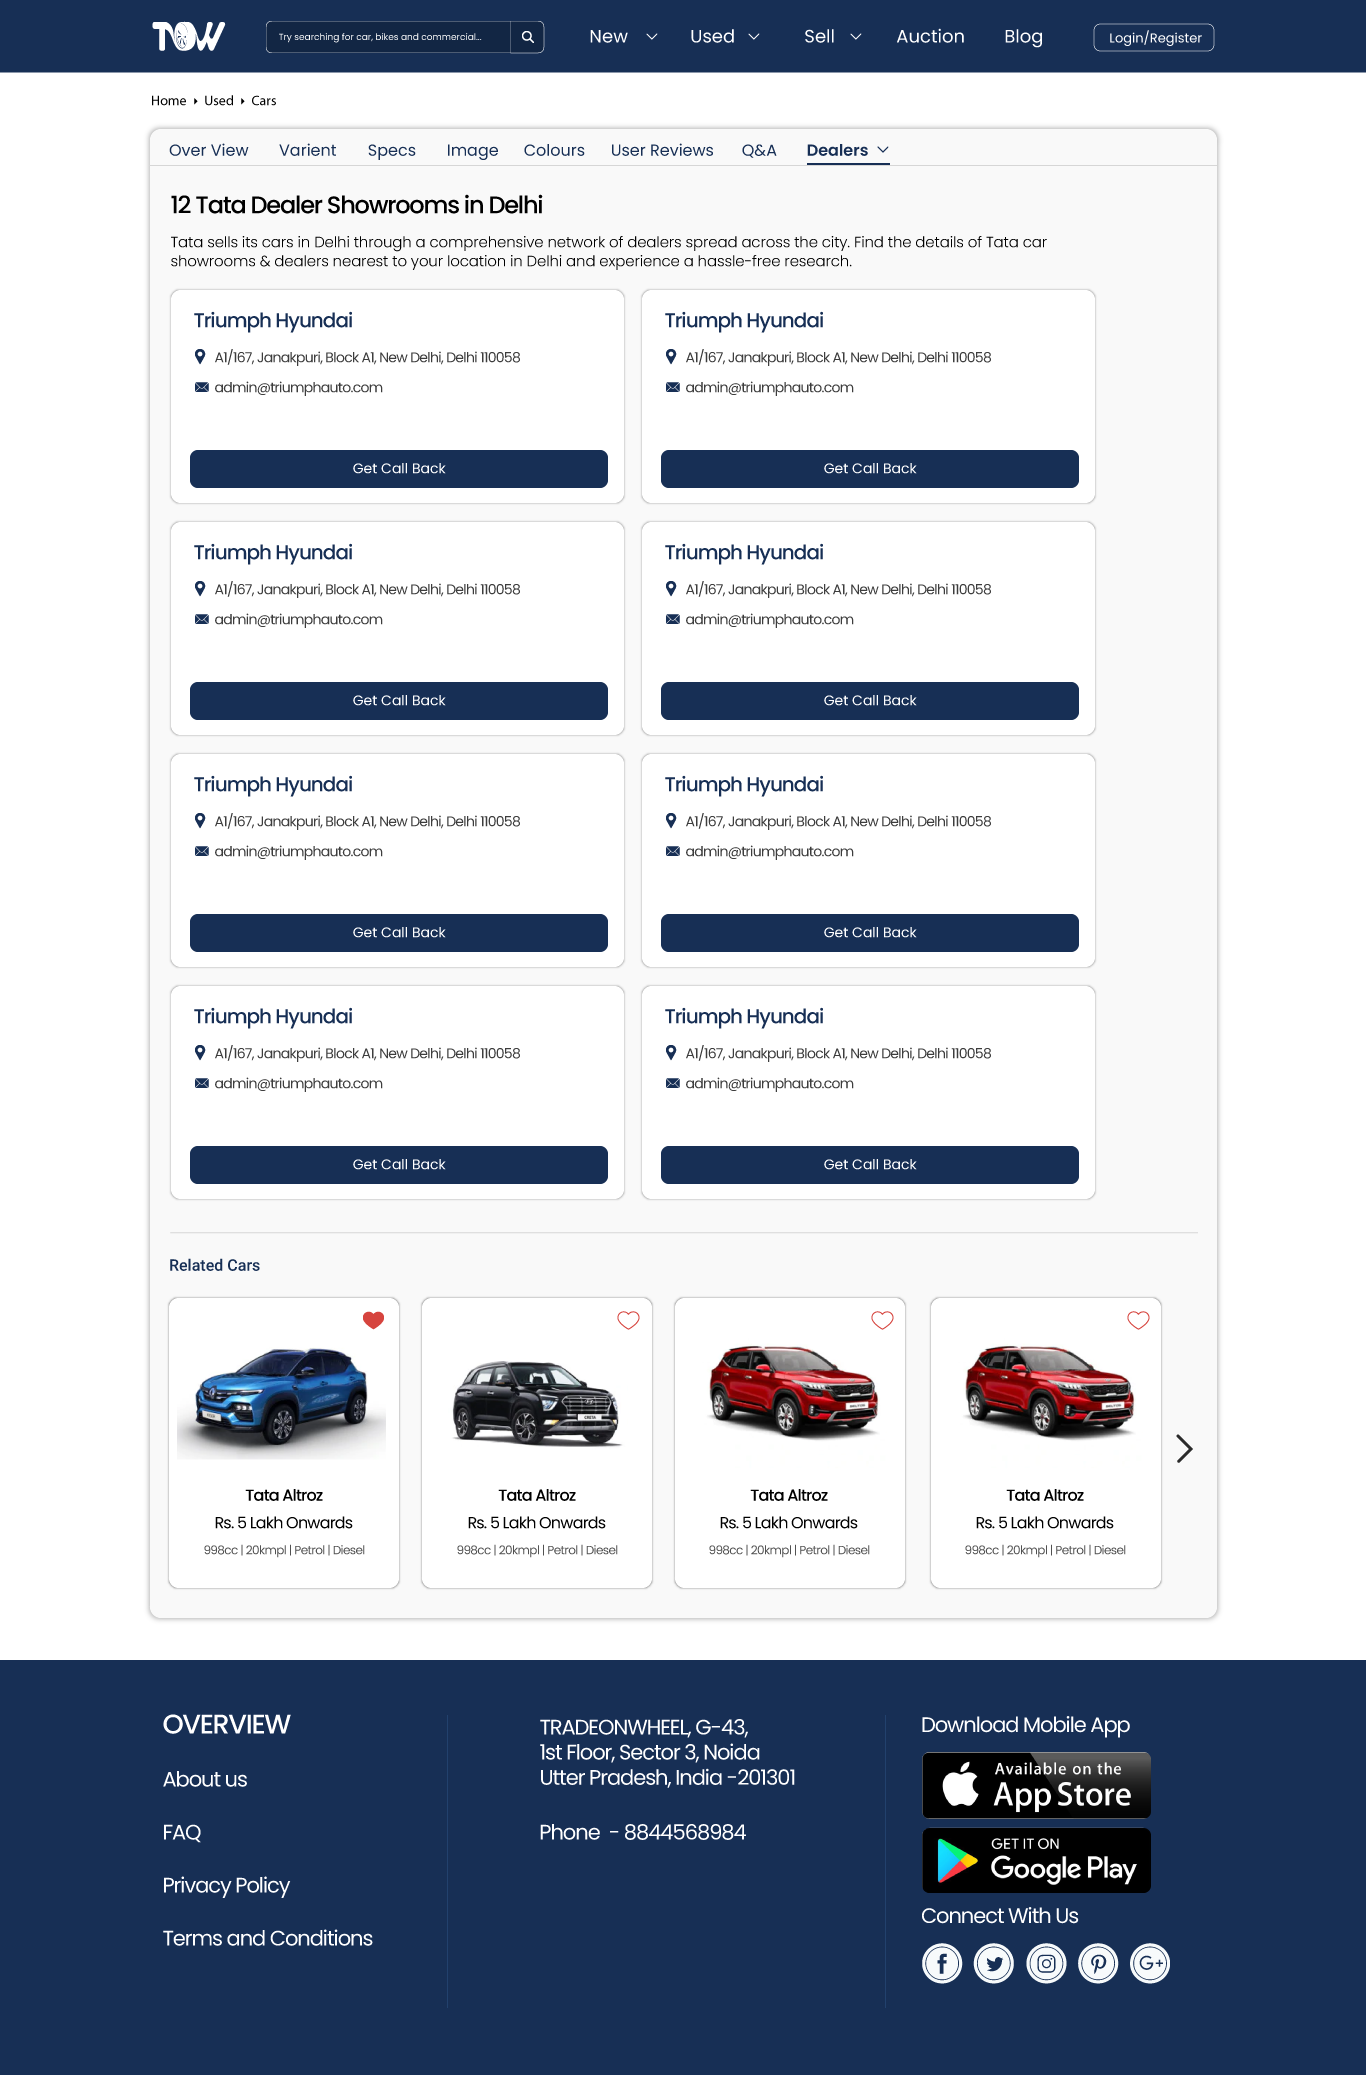 TOW
Try searching for car, bikes and commercial...
New
Used
Sell
Auction
Blog
Login/Register
Home
Used
Cars
Over View
Varient
Specs
Image
Colours
User Reviews
Q&A
Dealers
12 Tata Dealer Showrooms in Delhi
Tata sells its cars in Delhi through a comprehensive network of dealers spread across the city. Find the details of Tata car
showrooms & dealers nearest to your location in Delhi and experience a hassle-free research.
Triumph Hyundai
A1/167, Janakpuri, Block A1, New Delhi, Delhi 110058
admin@triumphauto.com
Get Call Back
Triumph Hyundai
A1/167, Janakpuri, Block A1, New Delhi, Delhi 110058
admin@triumphauto.com
Get Call Back
Triumph Hyundai
A1/167, Janakpuri, Block A1, New Delhi, Delhi 110058
admin@triumphauto.com
Get Call Back
Triumph Hyundai
A1/167, Janakpuri, Block A1, New Delhi, Delhi 110058
admin@triumphauto.com
Get Call Back
Triumph Hyundai
A1/167, Janakpuri, Block A1, New Delhi, Delhi 110058
admin@triumphauto.com
Get Call Back
Triumph Hyundai
A1/167, Janakpuri, Block A1, New Delhi, Delhi 110058
admin@triumphauto.com
Get Call Back
Triumph Hyundai
A1/167, Janakpuri, Block A1, New Delhi, Delhi 110058
admin@triumphauto.com
Get Call Back
Triumph Hyundai
A1/167, Janakpuri, Block A1, New Delhi, Delhi 110058
admin@triumphauto.com
Get Call Back
Related Cars
Tata Altroz
Rs. 5 Lakh Onwards
998cc | 20kmpl | Petrol | Diesel
CRETA
Tata Altroz
Rs. 5 Lakh Onwards
998cc | 20kmpl | Petrol | Diesel
Tata Altroz
Rs. 5 Lakh Onwards
998cc | 20kmpl | Petrol | Diesel
Tata Altroz
Rs. 5 Lakh Onwards
998cc | 20kmpl | Petrol | Diesel
OVERVIEW
About us
FAQ
Privacy Policy
Terms and Conditions
TRADEONWHEEL, G-43,
1st Floor, Sector 3, Noida
Utter Pradesh, India -201301
Phone - 8844568984
Download Mobile App
Available on the
App Store
GET IT ON
Google Play
Connect With Us
G+